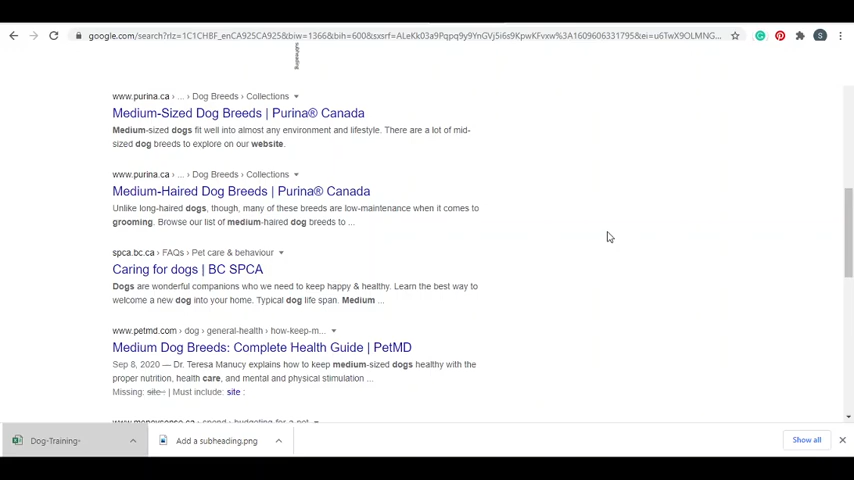 google.com/search?rlz=1C1CHBF_enCA925CA925&biw=1366&bih=600&sxsrf=ALeKk03a9Pqpq9y9YnGVj5i6s9KpwKFvxw%3A1609606331795&ei=u6TwX9OLMNG...
S
subheading
www.purina.ca › ... › Dog Breeds › Collections
Medium-Sized Dog Breeds | Purina® Canada
Medium-sized dogs fit well into almost any environment and lifestyle. There are a lot of mid-
sized dog breeds to explore on our website.
www.purina.ca › ... › Dog Breeds › Collections
Medium-Haired Dog Breeds | Purina® Canada
Unlike long-haired dogs, though, many of these breeds are low-maintenance when it comes to
grooming. Browse our list of medium-haired dog breeds to ...
spca.bc.ca › FAQs › Pet care & behaviour
Caring for dogs | BC SPCA
Dogs are wonderful companions who we need to keep happy & healthy. Learn the best way to
welcome a new dog into your home. Typical dog life span. Medium ...
www.petmd.com › dog › general-health › how-keep-m...
Medium Dog Breeds: Complete Health Guide | PetMD
Sep 8, 2020 — Dr. Teresa Manucy explains how to keep medium-sized dogs healthy with the
proper nutrition, health care, and mental and physical stimulation ...
Missing: site | Must include: site :
www.moneysense.ca › spend › budgeting-for-a-pet
Dog-Training-
Add a subheading.png
Show all